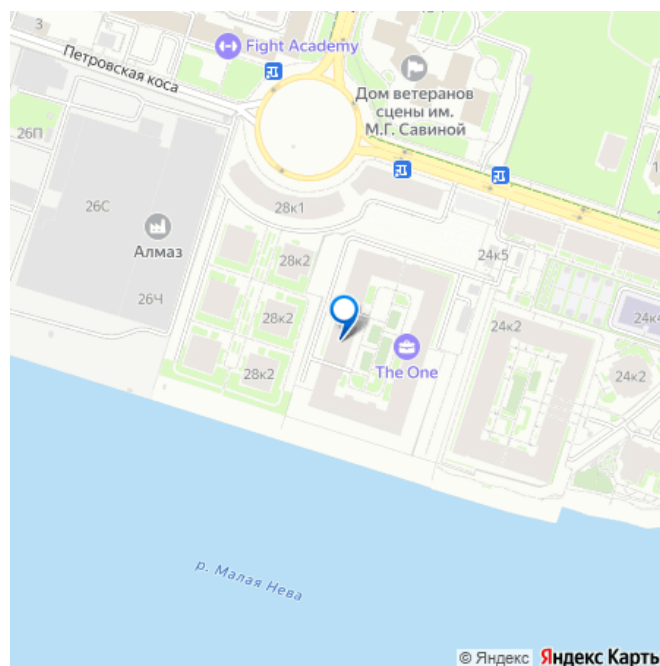 3
Петровская коса
Fight Academy
Дом ветеранов
сцены им.
М.Г. Савиной
26П
26С
28к1
Алмаз
28к2
24к5
26Ч
28к2
24к2
24к4
The One
28к2
24к2
р. Малая Нева
© Яндекс Яндекс Карты